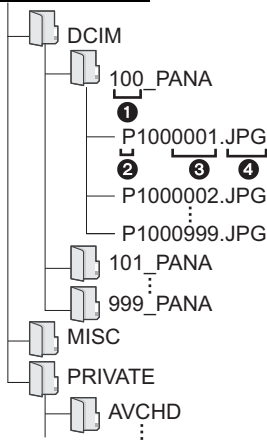 DCIM
100_PANA
❶
P1000001.JPG
❷ ❸ ❹
P1000002.JPG
P1000999.JPG
101_PANA
999_PANA
MISC
PRIVATE
AVCHD